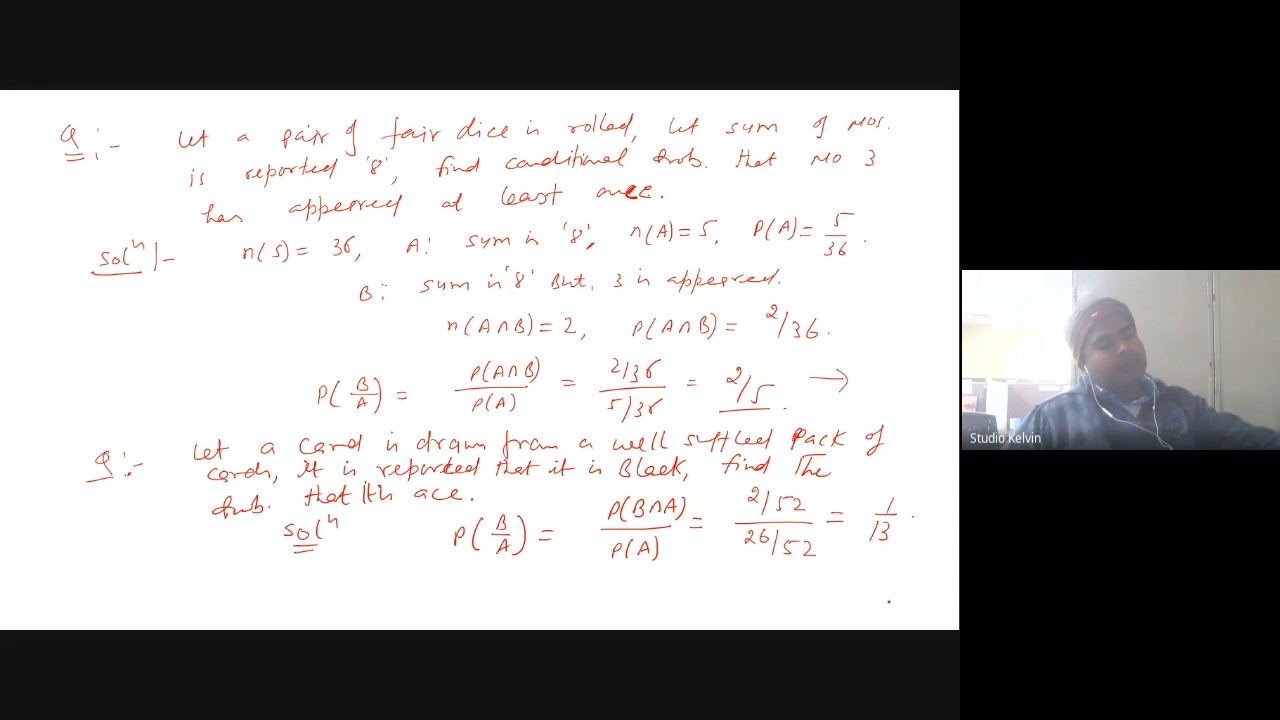 Q:- Let a pair of fair dice is rolled, let sum of nos.
is reported '8', find conditional prob. that no 3
has appeared at least once.
sol^n - n(S) = 36, A: sum is '8', n(A) = 5, P(A) = 5/36.
B: sum is '8' But, 3 is appeared.
n(A∩B) = 2, P(A∩B) = 2/36.
P(B/A) = P(A∩B)/P(A) = (2/36)/(5/36) = 2/5. →
Q:- Let a card is drawn from a well suffled Pack of
cards, it is reported that it is Black, find The
prob. that it is ace.
sol^n P(B/A) = P(B∩A)/P(A) = (2/52)/(26/52) = 1/13.
Studio Kelvin